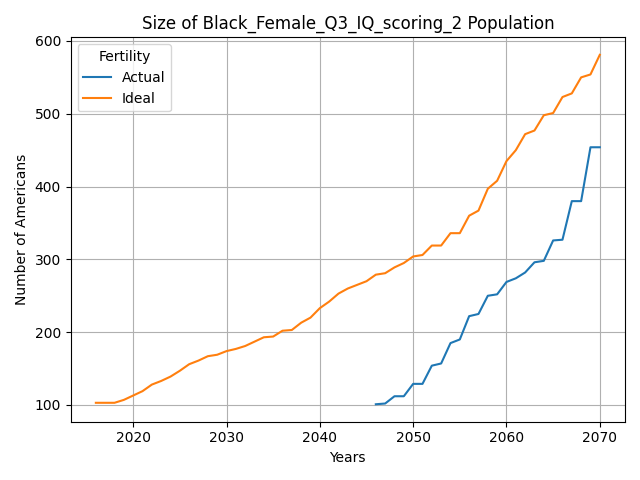 Size of Black_Female_Q3_IQ_scoring_2 Population
Fertility
Actual
Ideal
Number of Americans
600
500
400
300
200
100
2020
2030
2040
2050
2060
2070
Years